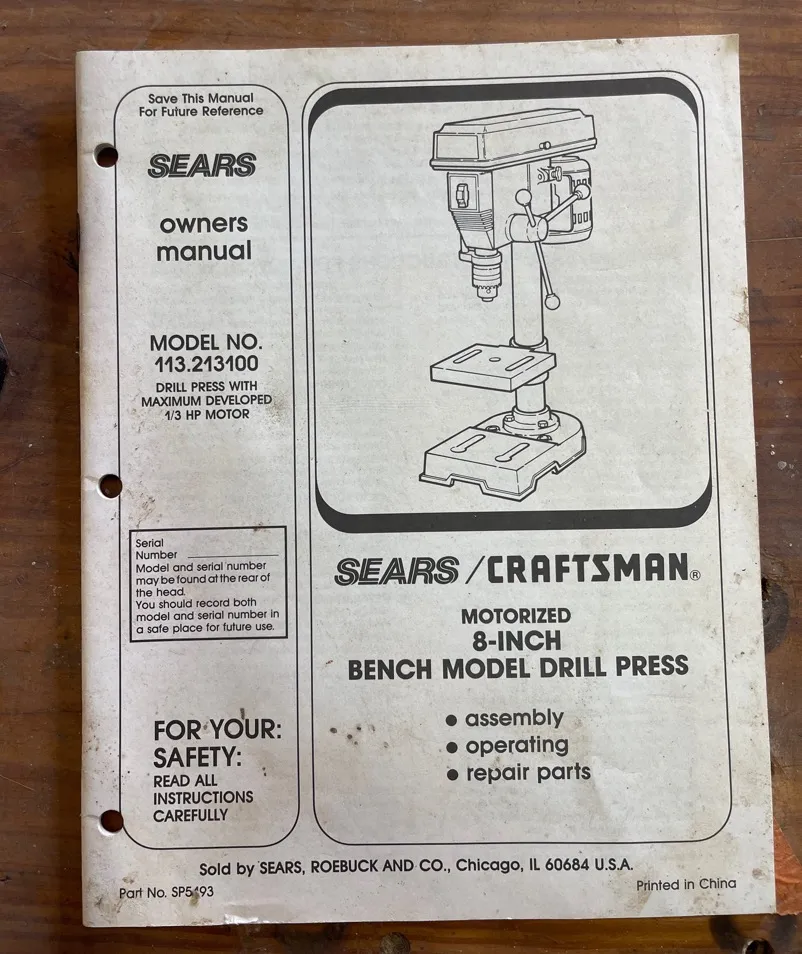 Save This Manual
For Future Reference
SEARS
owners
manual
MODEL NO.
113.213100
DRILL PRESS WITH
MAXIMUM DEVELOPED
1/3 HP MOTOR
Serial
Number
Model and serial number
may be found at the rear of
the head.
You should record both
model and serial number in
a safe place for future use.
FOR YOUR:
SAFETY:
READ ALL
INSTRUCTIONS
CAREFULLY
SEARS / CRAFTSMAN®
MOTORIZED
8-INCH
BENCH MODEL DRILL PRESS
● assembly
● operating
● repair parts
Sold by SEARS, ROEBUCK AND CO., Chicago, IL 60684 U.S.A.
Part No.
Printed in China